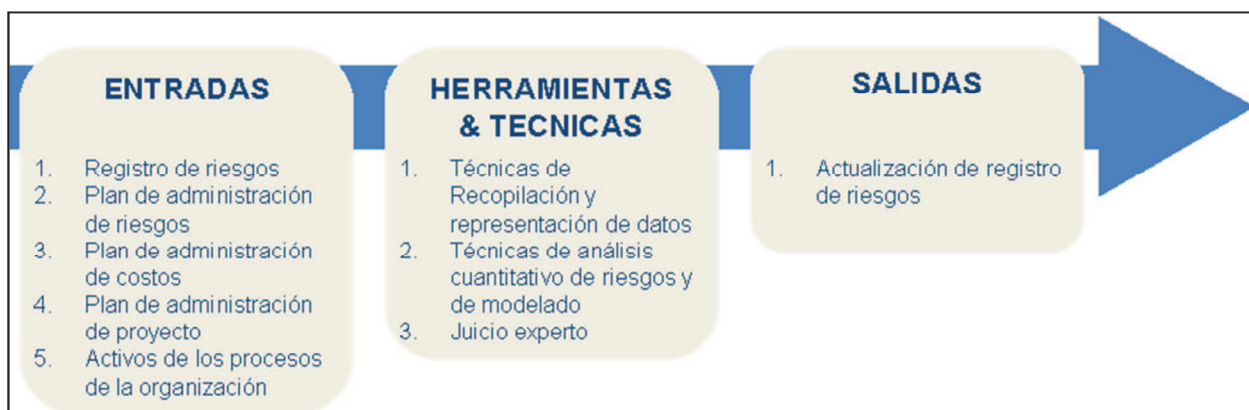 ENTRADAS
1. Registro de riesgos
2. Plan de administración
de riesgos
3. Plan de administración
de costos
4. Plan de administración
de proyecto
5. Activos de los procesos
de la organización
HERRAMIENTAS
& TECNICAS
1. Técnicas de
Recopilación y
representación de datos
2. Técnicas de análisis
cuantitativo de riesgos y
de modelado
3. Juicio experto
SALIDAS
1. Actualización de registro
de riesgos